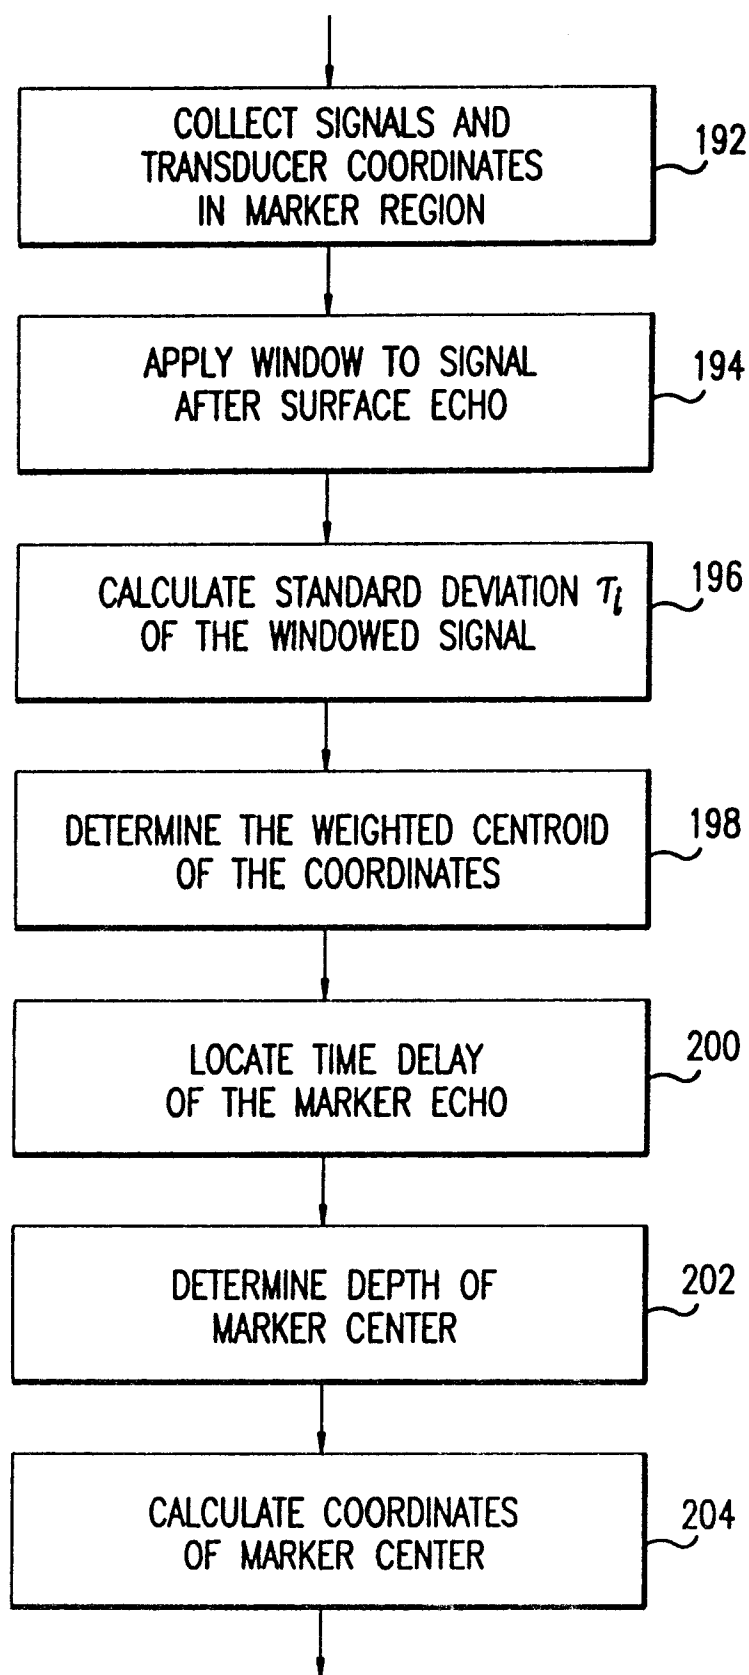 COLLECT SIGNALS AND
TRANSDUCER COORDINATES
IN MARKER REGION
192
APPLY WINDOW TO SIGNAL
AFTER SURFACE ECHO
194
CALCULATE STANDARD DEVIATION τi
OF THE WINDOWED SIGNAL
196
DETERMINE THE WEIGHTED CENTROID
OF THE COORDINATES
198
LOCATE TIME DELAY
OF THE MARKER ECHO
200
DETERMINE DEPTH OF
MARKER CENTER
202
CALCULATE COORDINATES
OF MARKER CENTER
204